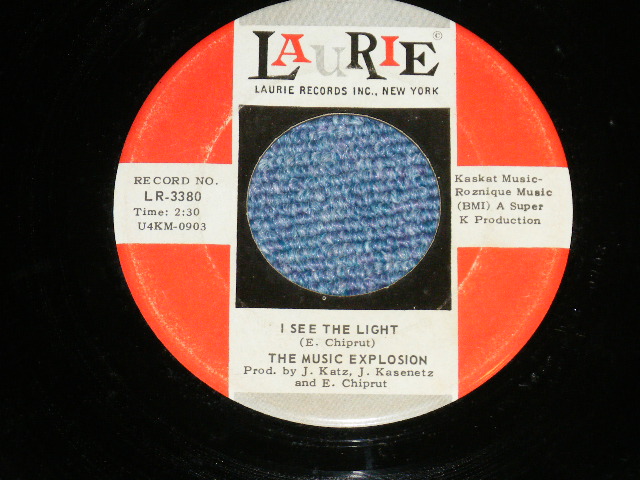 LAuRIE ©
LAURIE RECORDS INC., NEW YORK
RECORD NO.
LR-3380
Time: 2:30
U4KM-0903
Kaskat Music-
Roznique Music
(BMI) A Super
K Production
I SEE THE LIGHT
(E. Chiprut)
THE MUSIC EXPLOSION
Prod. by J. Katz, J. Kasenetz
and E. Chiprut